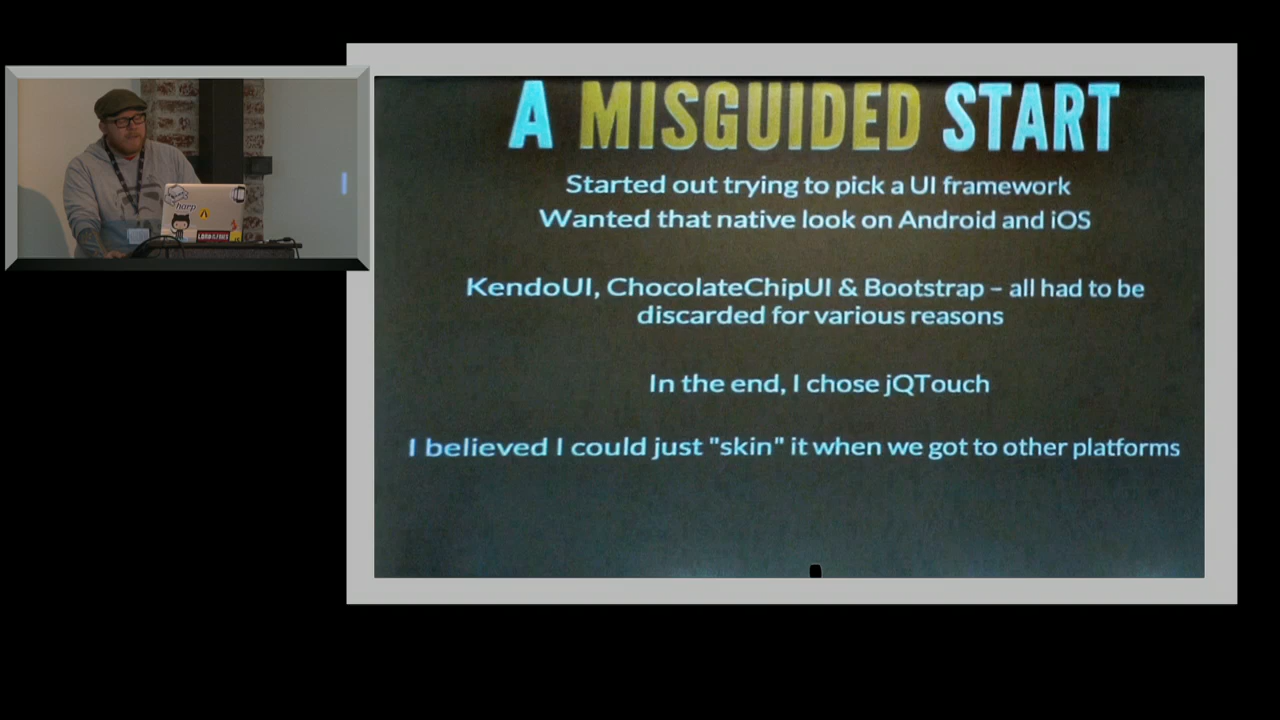 A MISGUIDED START
Started out trying to pick a UI framework
Wanted that native look on Android and iOS
KendoUI, ChocolateChipUI & Bootstrap – all had to be
discarded for various reasons
In the end, I chose jQTouch
I believed I could just "skin" it when we got to other platforms
harp